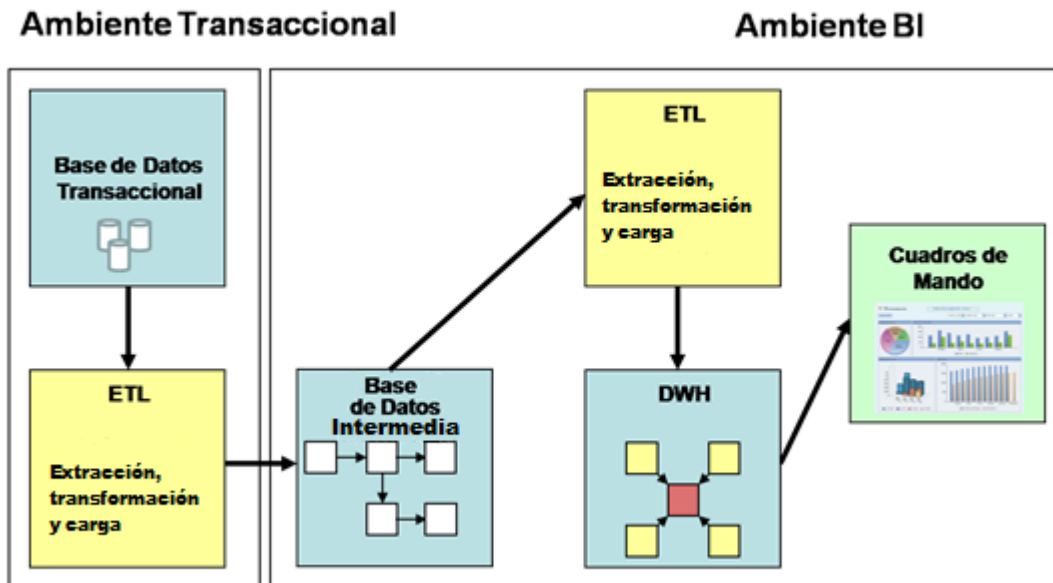 Ambiente Transaccional
Ambiente BI
Base de Datos
Transaccional
ETL
Extracción,
transformación
y carga
Base
de Datos
Intermedia
ETL
Extracción,
transformación
y carga
DWH
Cuadros de
Mando